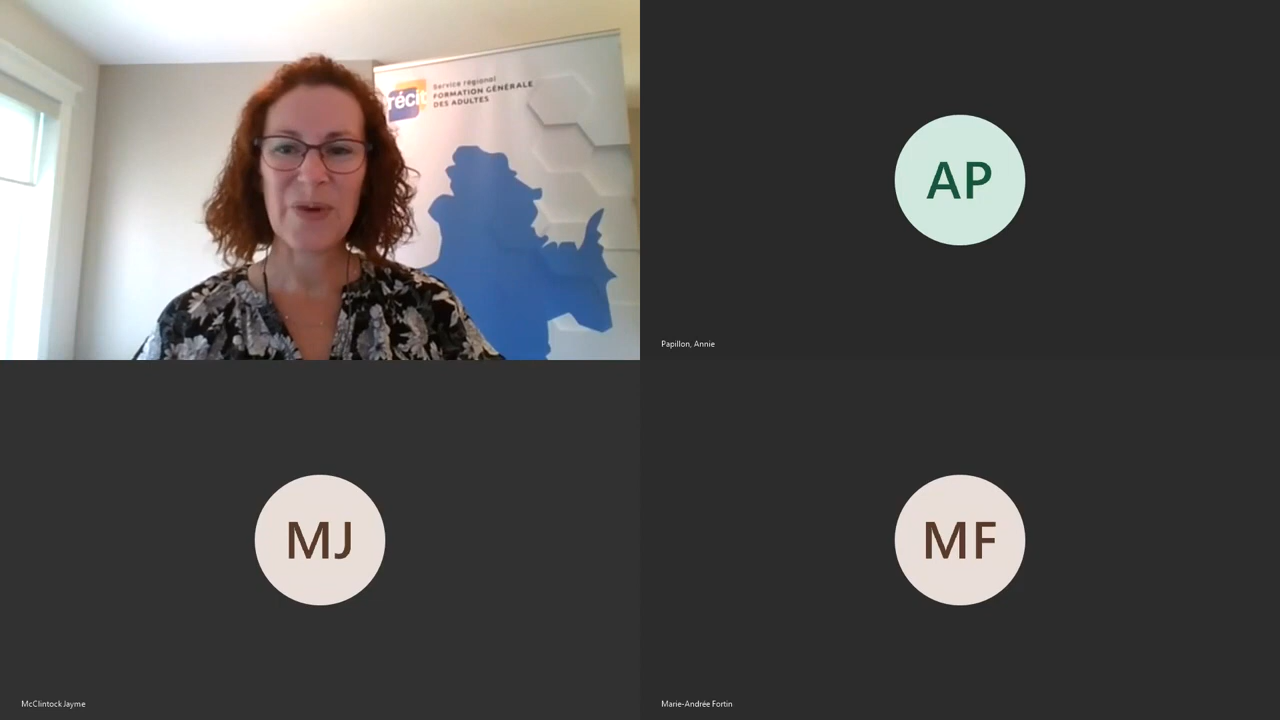 récit
Service régional
FORMATION GÉNÉRALE
DES ADULTES
AP
Papillon, Annie
MJ
McClintock Jayme
MF
Marie-Andrée Fortin